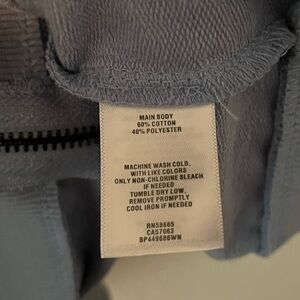 MAIN BODY
60% COTTON
40% POLYESTER
MACHINE WASH COLD,
WITH LIKE COLORS
ONLY NON-CHLORINE BLEACH
IF NEEDED
TUMBLE DRY LOW,
REMOVE PROMPTLY
COOL IRON IF NEEDED
RN58665
CA57063
BP449686WN